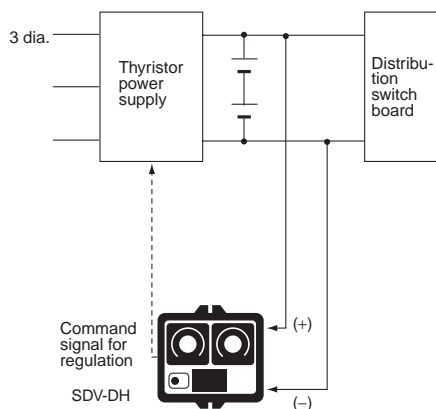 3 dia.
Thyristor
power
supply
Distribu-
tion
switch
board
Command
signal for
regulation
(+)
SDV-DH
(−)